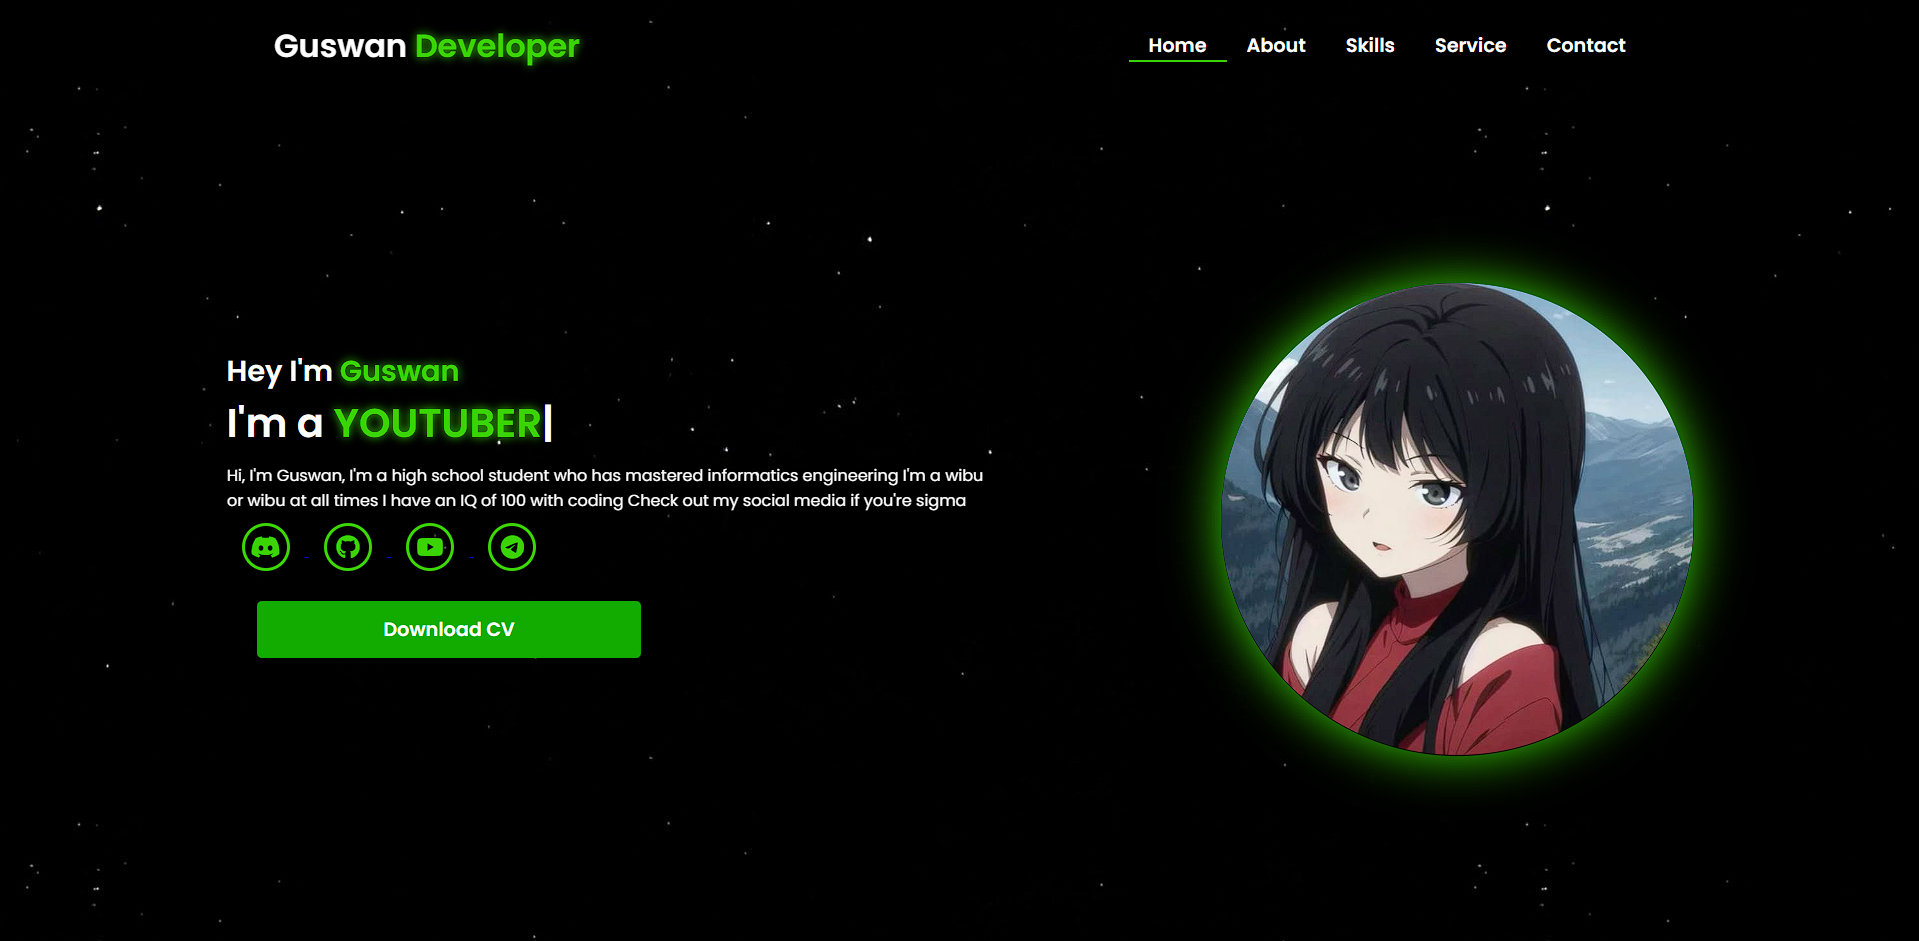 Guswan Developer
Home About Skills Service Contact
Hey I'm Guswan
I'm a YOUTUBER|
Hi, I'm Guswan, I'm a high school student who has mastered informatics engineering I'm a wibu
or wibu at all times I have an IQ of 100 with coding Check out my social media if you're sigma
Download CV